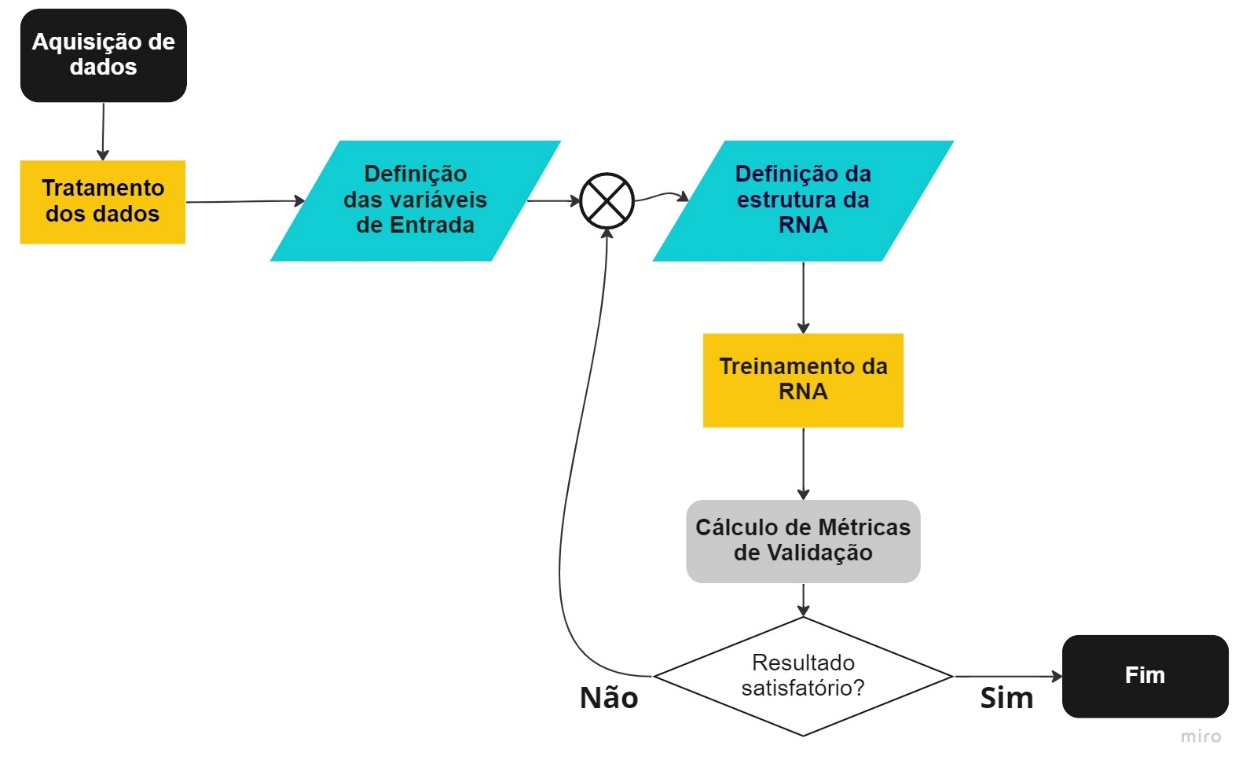 Aquisição de
dados
Tratamento
dos dados
Definição
das variáveis
de Entrada
Definição da
estrutura da
RNA
Treinamento da
RNA
Cálculo de Métricas
de Validação
Resultado
satisfatório?
Não
Sim
Fim
miro